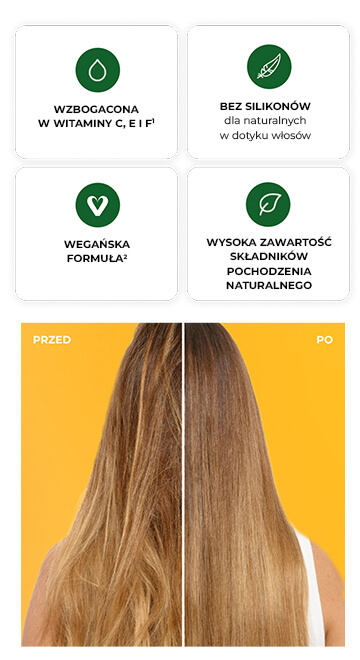 WZBOGACONA
W WITAMINY C, E I F¹
BEZ SILIKONÓW
dla naturalnych
w dotyku włosów
WEGAŃSKA
FORMUŁA²
WYSOKA ZAWARTOŚĆ
SKŁADNIKÓW
POCHODZENIA
NATURALNEGO
PRZED
PO